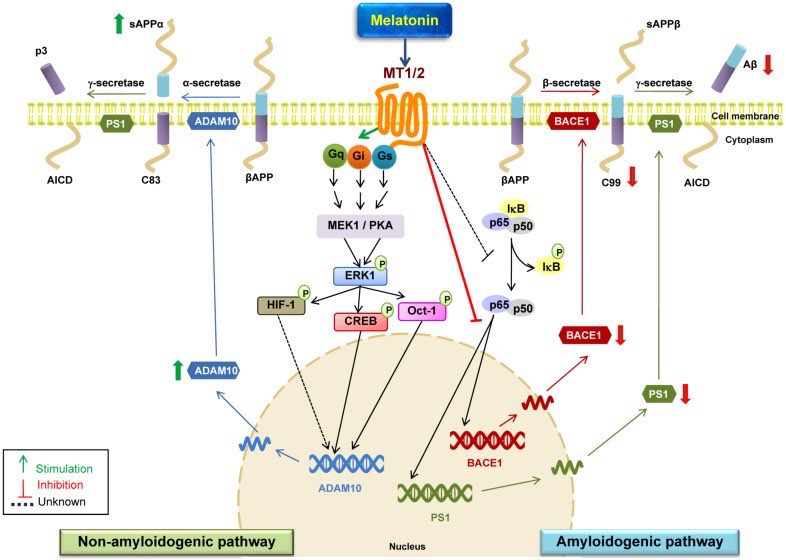 Melatonin
MT1/2
sAPPα
p3
γ-secretase
α-secretase
PS1
ADAM10
AICD
C83
βAPP
sAPPβ
Aβ
β-secretase
γ-secretase
BACE1
PS1
Cell membrane
Cytoplasm
βAPP
C99
AICD
Gq
Gi
Gs
MEK1 / PKA
ERK1
P
HIF-1
P
CREB
P
Oct-1
P
IκB
p65
p50
P
IκB
p65
p50
ADAM10
BACE1
PS1
ADAM10
BACE1
PS1
Nucleus
Stimulation
Inhibition
Unknown
Non-amyloidogenic pathway
Amyloidogenic pathway